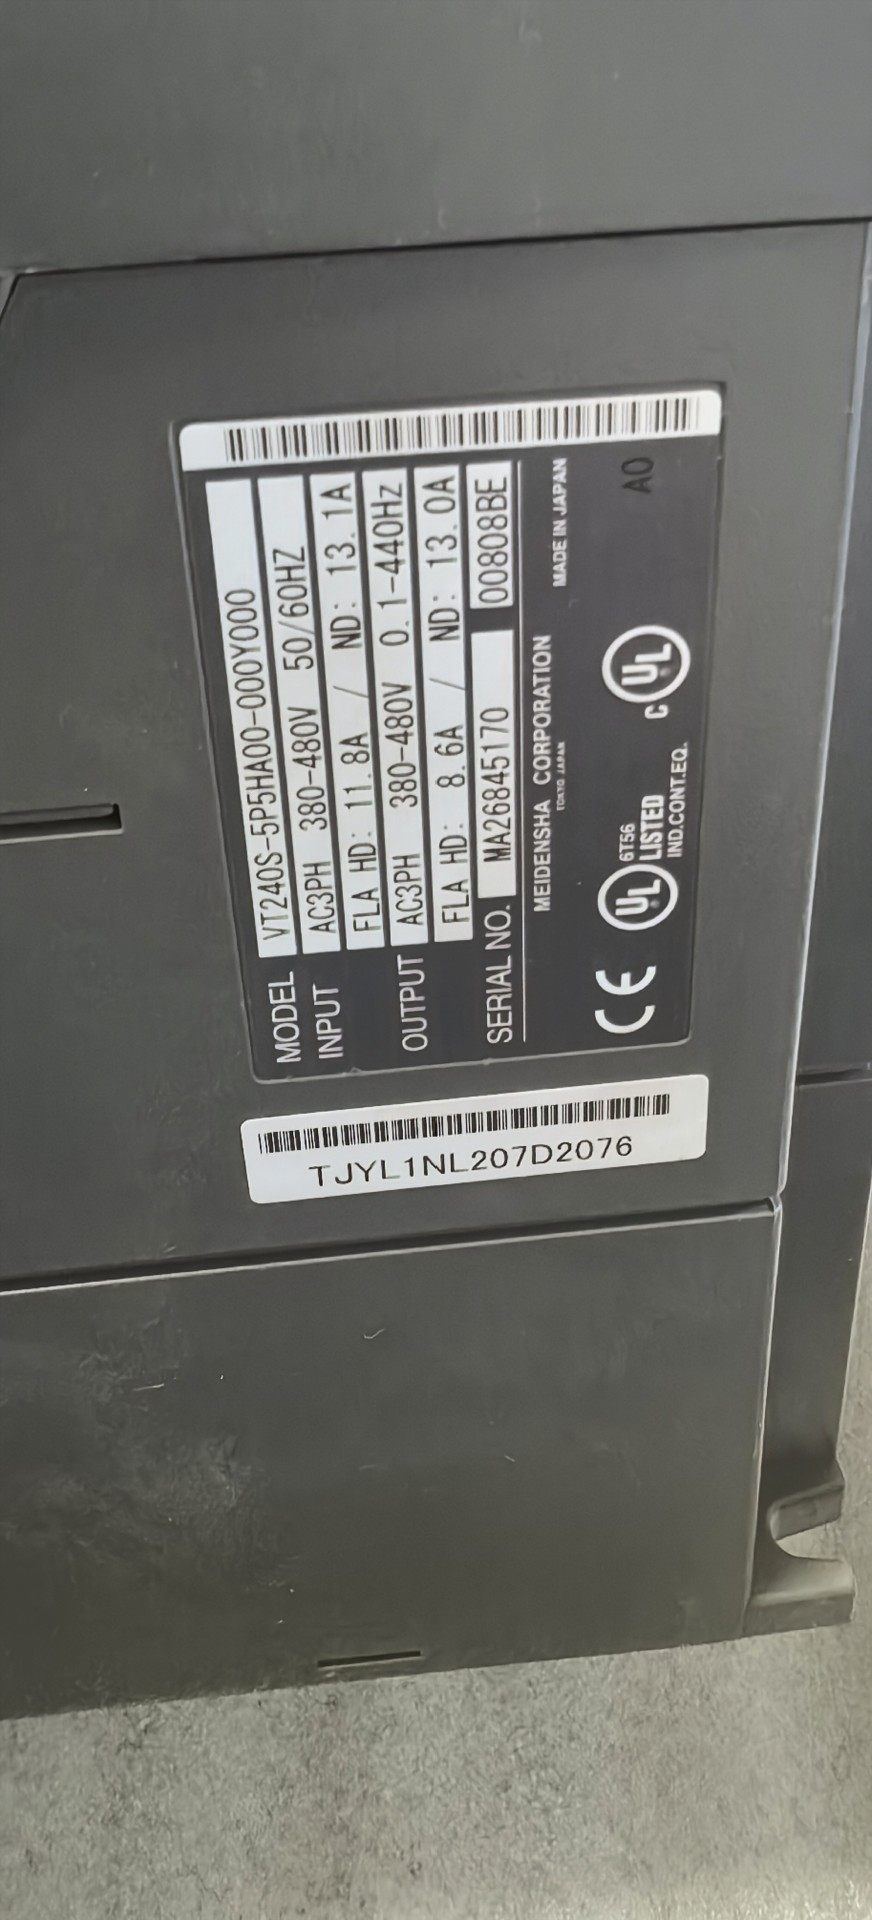 MODEL VT240S-5P5HA00-000Y000
INPUT AC3PH 380-480V 50/60HZ
FLA HD: 11.8A / ND: 13.1A
OUTPUT AC3PH 380-480V 0.1-440Hz
FLA HD: 8.6A / ND: 13.0A
SERIAL NO. MA26845170 00808BE
MEIDENSHA CORPORATION MADE IN JAPAN
TOKYO JAPAN
CE UL 6T56 LISTED IND.CONT.EQ. C UL A0
TJYL1NL207D2076